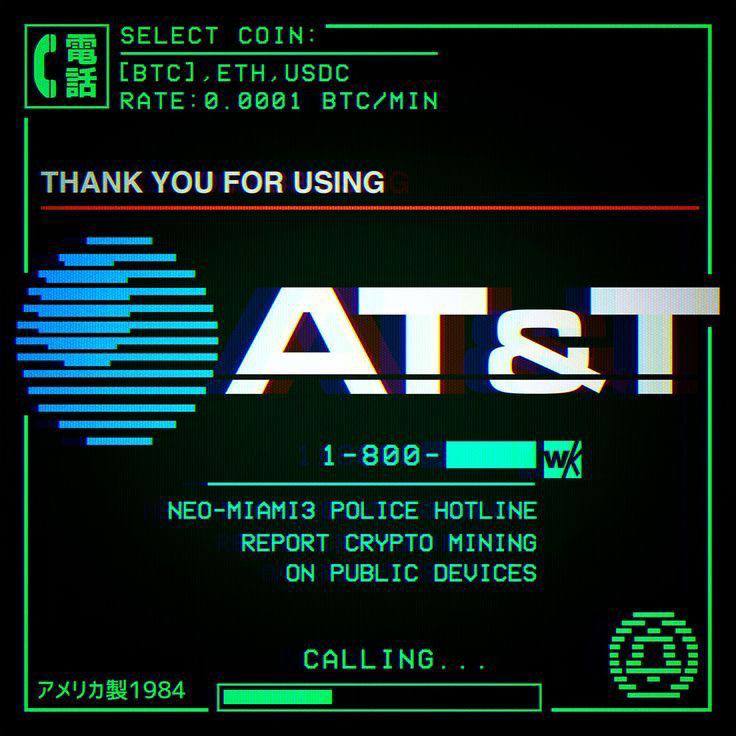 電話
SELECT COIN:
[BTC],ETH,USDC
RATE:0.0001 BTC/MIN
THANK YOU FOR USING
AT&T
1-800-
WK
NEO-MIAMI3 POLICE HOTLINE
REPORT CRYPTO MINING
ON PUBLIC DEVICES
CALLING...
アメリカ製1984